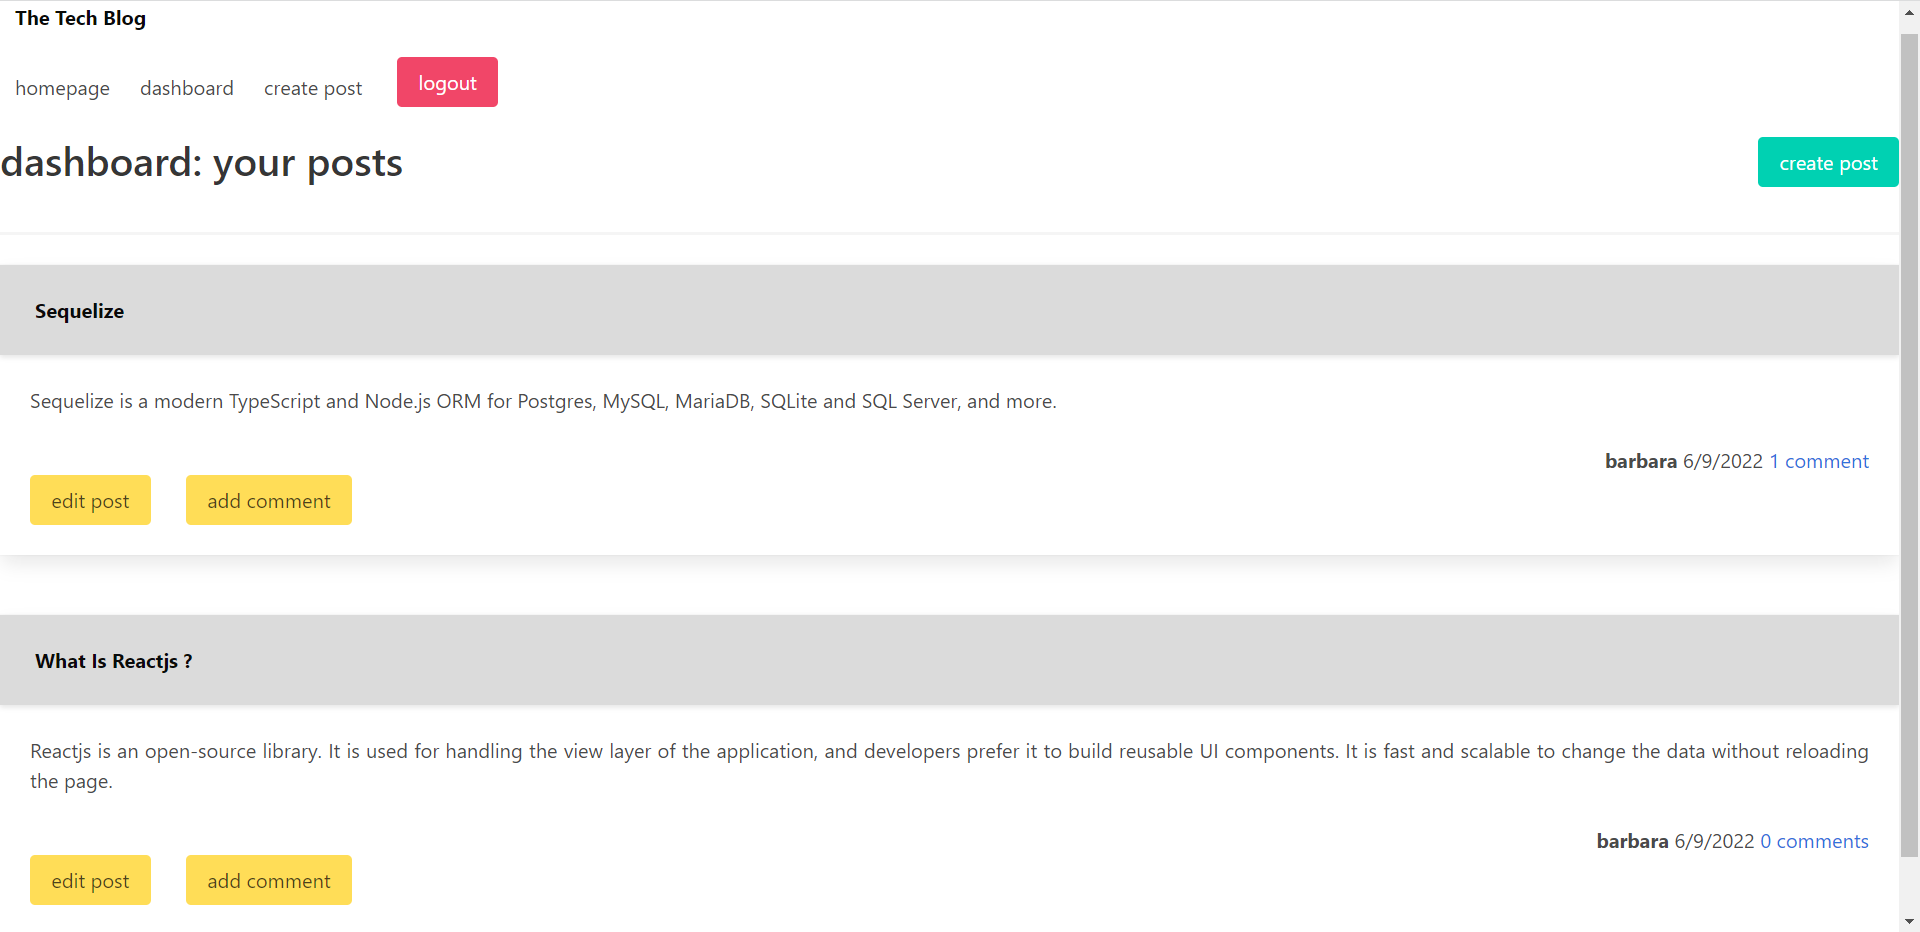 The Tech Blog
homepage dashboard create post logout
dashboard: your posts create post
Sequelize
Sequelize is a modern TypeScript and Node.js ORM for Postgres, MySQL, MariaDB, SQLite and SQL Server, and more.
barbara 6/9/2022 1 comment
edit post add comment
What Is Reactjs ?
Reactjs is an open-source library. It is used for handling the view layer of the application, and developers prefer it to build reusable UI components. It is fast and scalable to change the data without reloading
the page.
barbara 6/9/2022 0 comments
edit post add comment